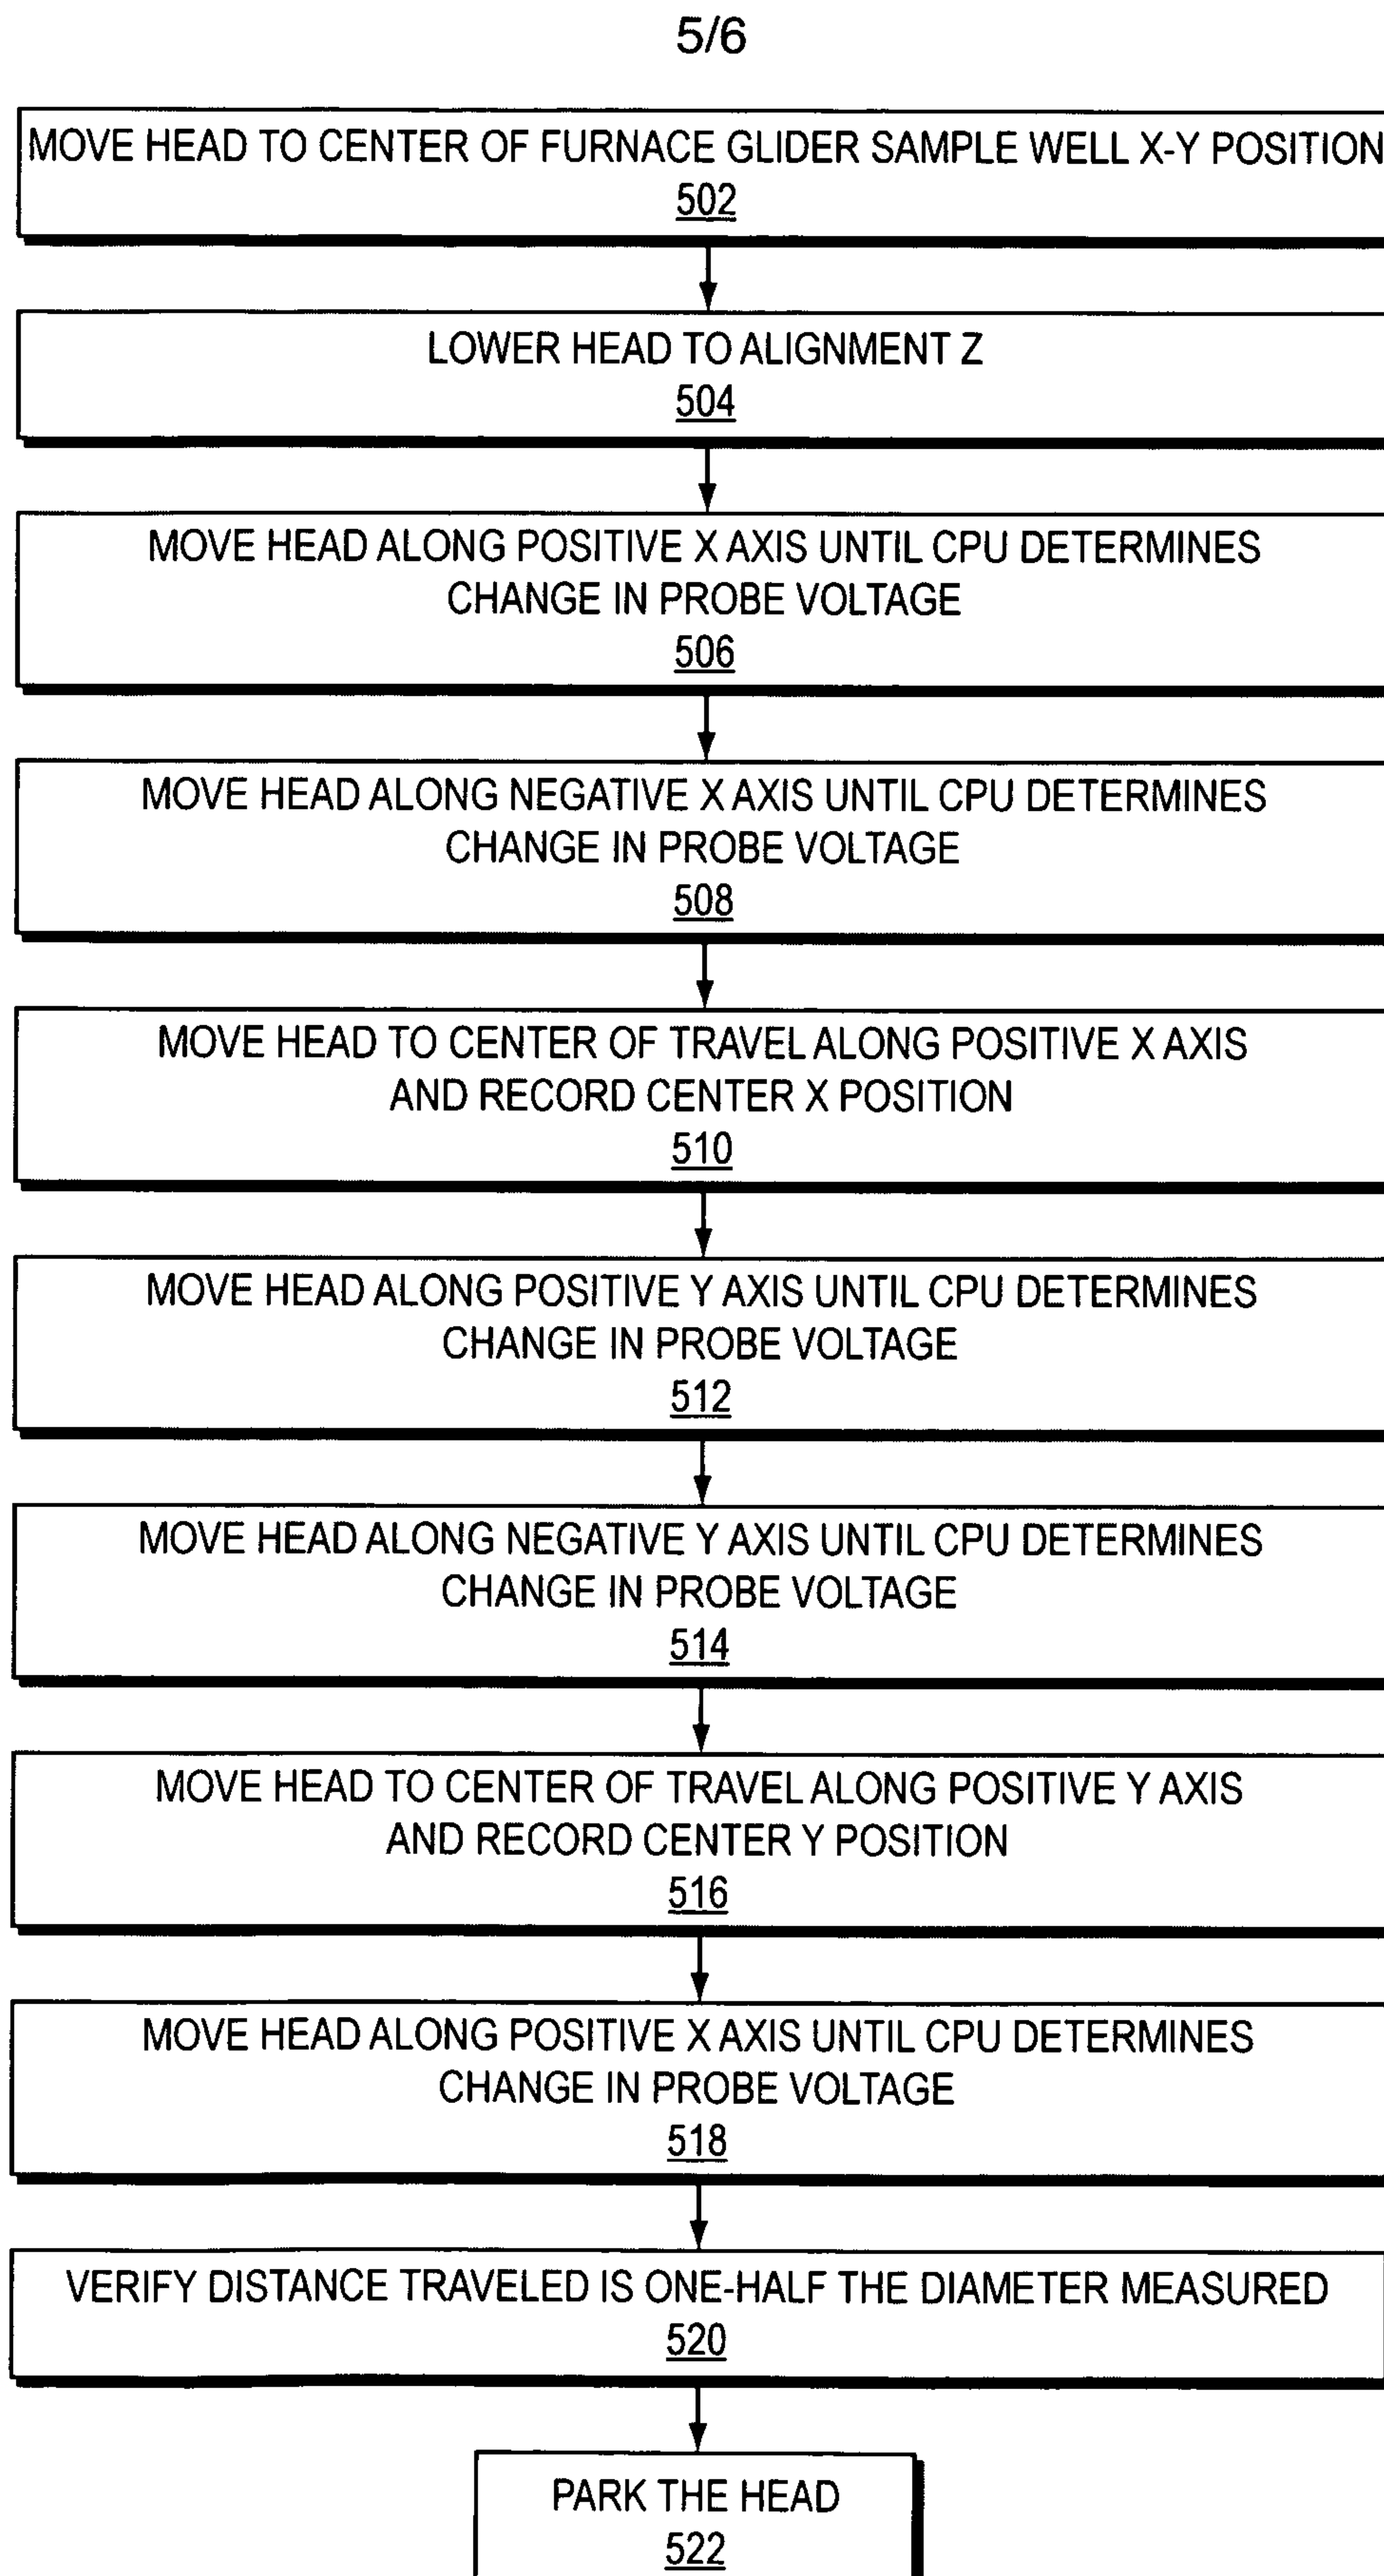 5/6
MOVE HEAD TO CENTER OF FURNACE GLIDER SAMPLE WELL X-Y POSITION
502
LOWER HEAD TO ALIGNMENT Z
504
MOVE HEAD ALONG POSITIVE X AXIS UNTIL CPU DETERMINES
CHANGE IN PROBE VOLTAGE
506
MOVE HEAD ALONG NEGATIVE X AXIS UNTIL CPU DETERMINES
CHANGE IN PROBE VOLTAGE
508
MOVE HEAD TO CENTER OF TRAVEL ALONG POSITIVE X AXIS
AND RECORD CENTER X POSITION
510
MOVE HEAD ALONG POSITIVE Y AXIS UNTIL CPU DETERMINES
CHANGE IN PROBE VOLTAGE
512
MOVE HEAD ALONG NEGATIVE Y AXIS UNTIL CPU DETERMINES
CHANGE IN PROBE VOLTAGE
514
MOVE HEAD TO CENTER OF TRAVEL ALONG POSITIVE Y AXIS
AND RECORD CENTER Y POSITION
516
MOVE HEAD ALONG POSITIVE X AXIS UNTIL CPU DETERMINES
CHANGE IN PROBE VOLTAGE
518
VERIFY DISTANCE TRAVELED IS ONE-HALF THE DIAMETER MEASURED
520
PARK THE HEAD
522